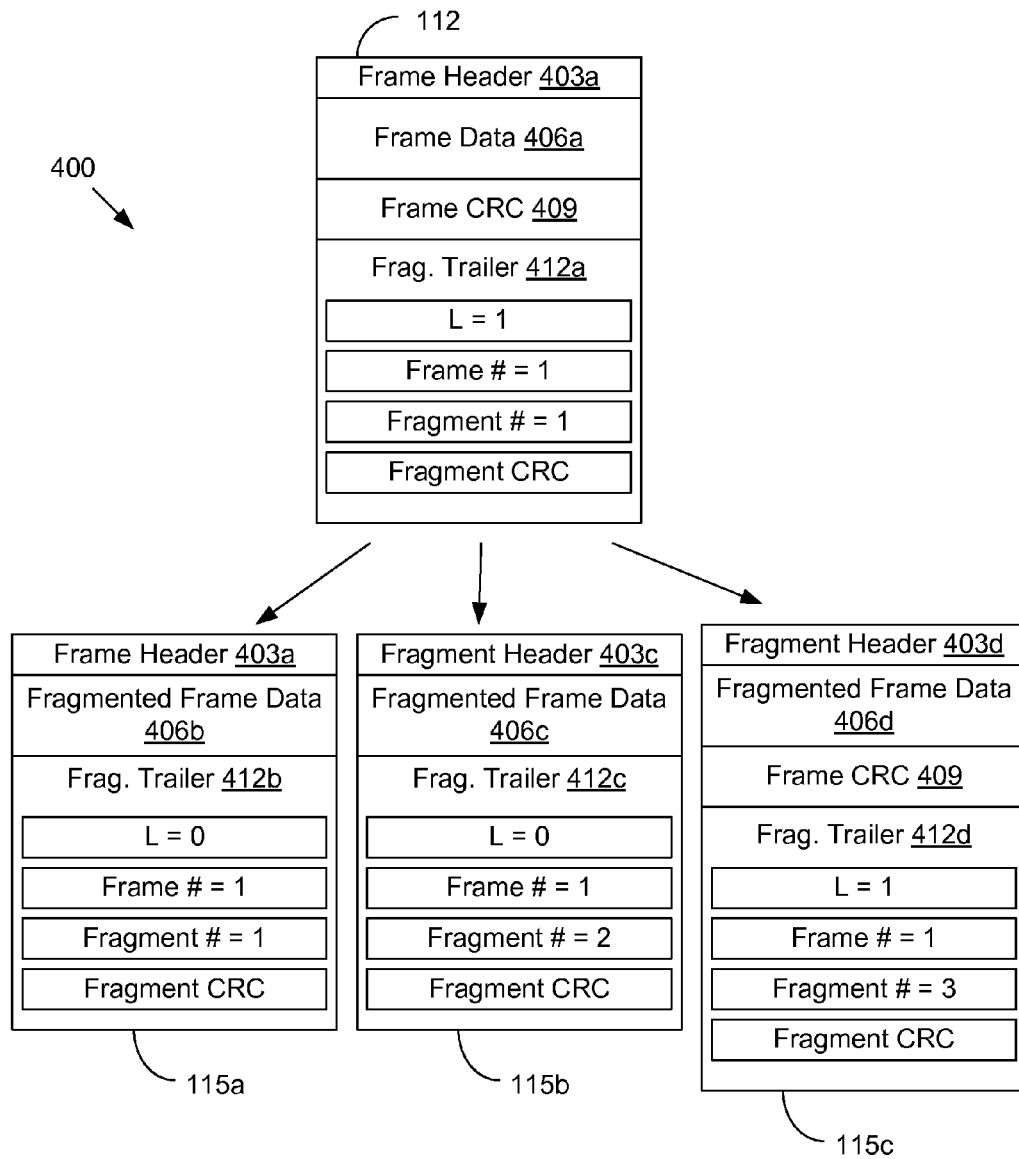 112
Frame Header 403a
Frame Data 406a
400
Frame CRC 409
Frag. Trailer 412a
L = 1
Frame # = 1
Fragment # = 1
Fragment CRC
Frame Header 403a
Fragmented Frame Data
406b
Frag. Trailer 412b
L = 0
Frame # = 1
Fragment # = 1
Fragment CRC
115a
Fragment Header 403c
Fragmented Frame Data
406c
Frag. Trailer 412c
L = 0
Frame # = 1
Fragment # = 2
Fragment CRC
115b
Fragment Header 403d
Fragmented Frame Data
406d
Frame CRC 409
Frag. Trailer 412d
L = 1
Frame # = 1
Fragment # = 3
Fragment CRC
115c